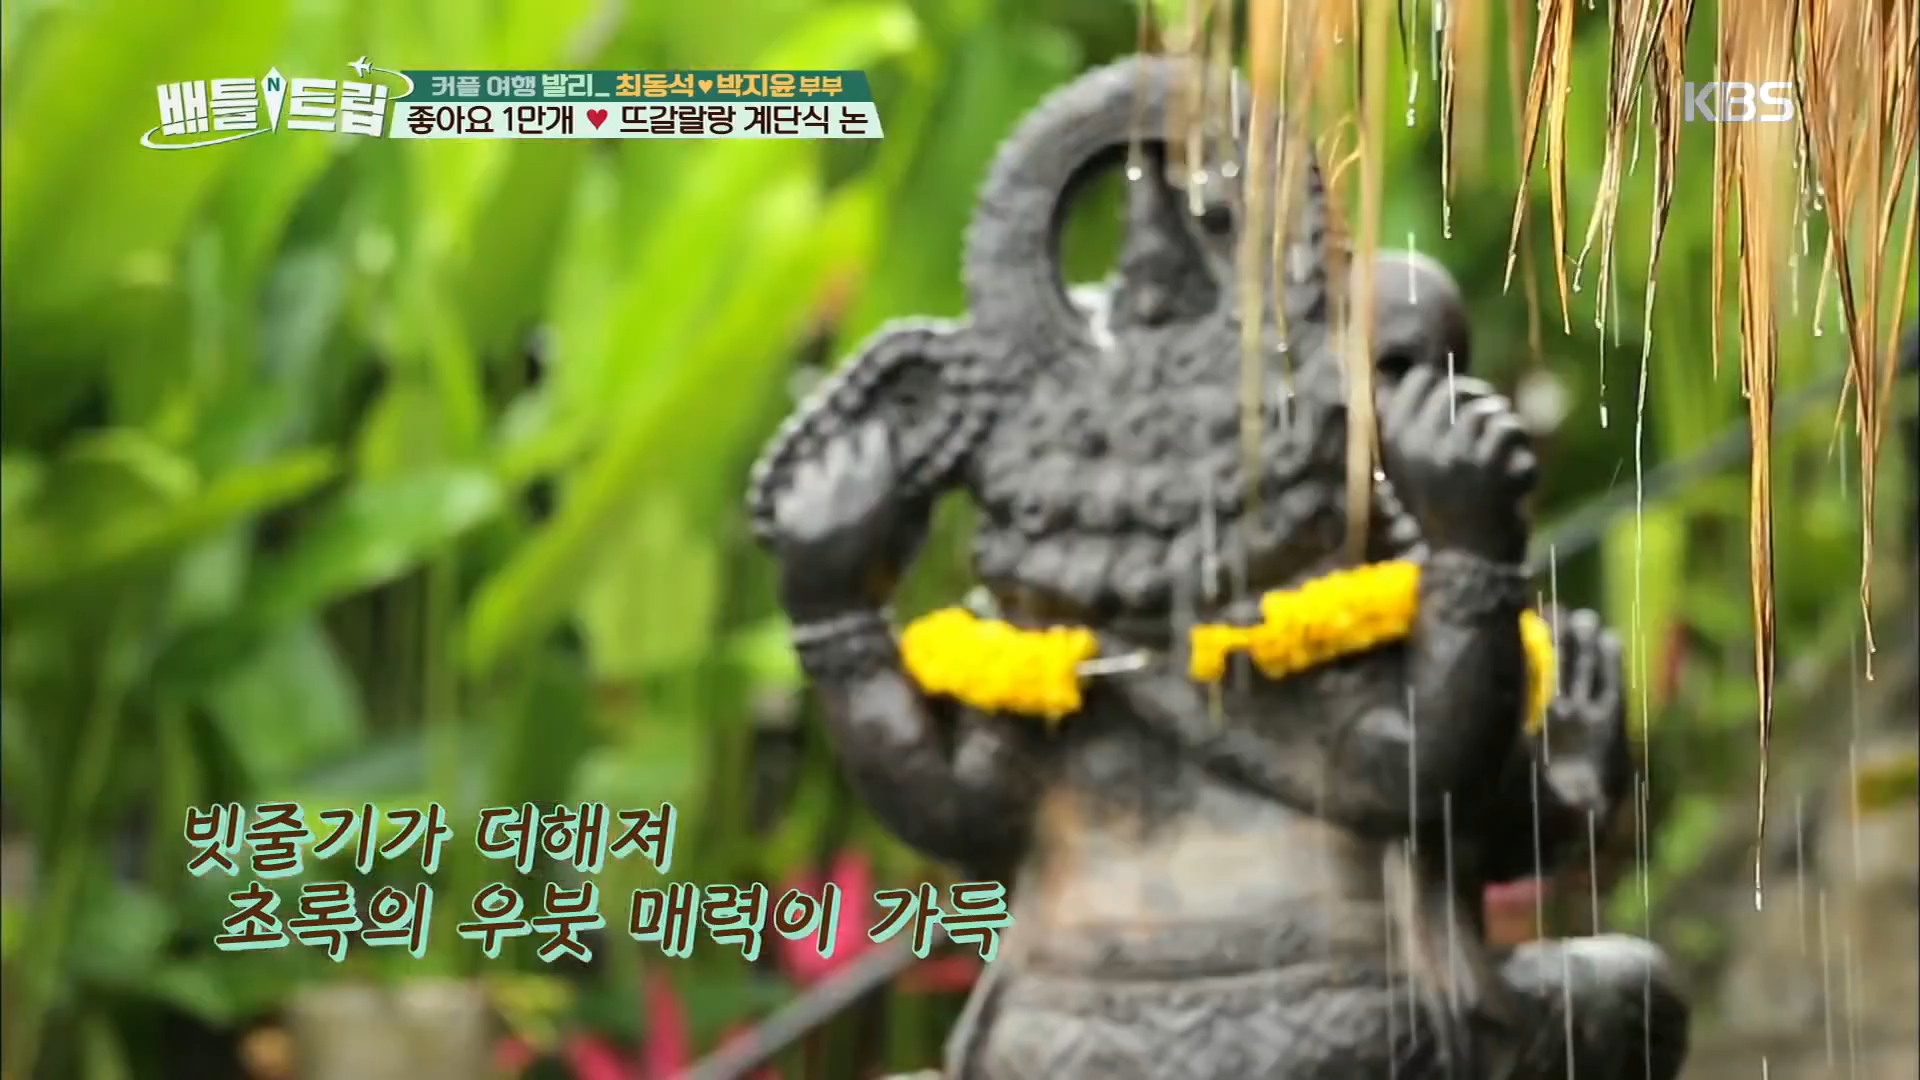 배틀트립
N
커플 여행 발리_ 최동석♥박지윤 부부
좋아요 1만개 ♥ 뜨갈랄랑 계단식 논
KBS
빗줄기가 더해져
초록의 우붓 매력이 가득